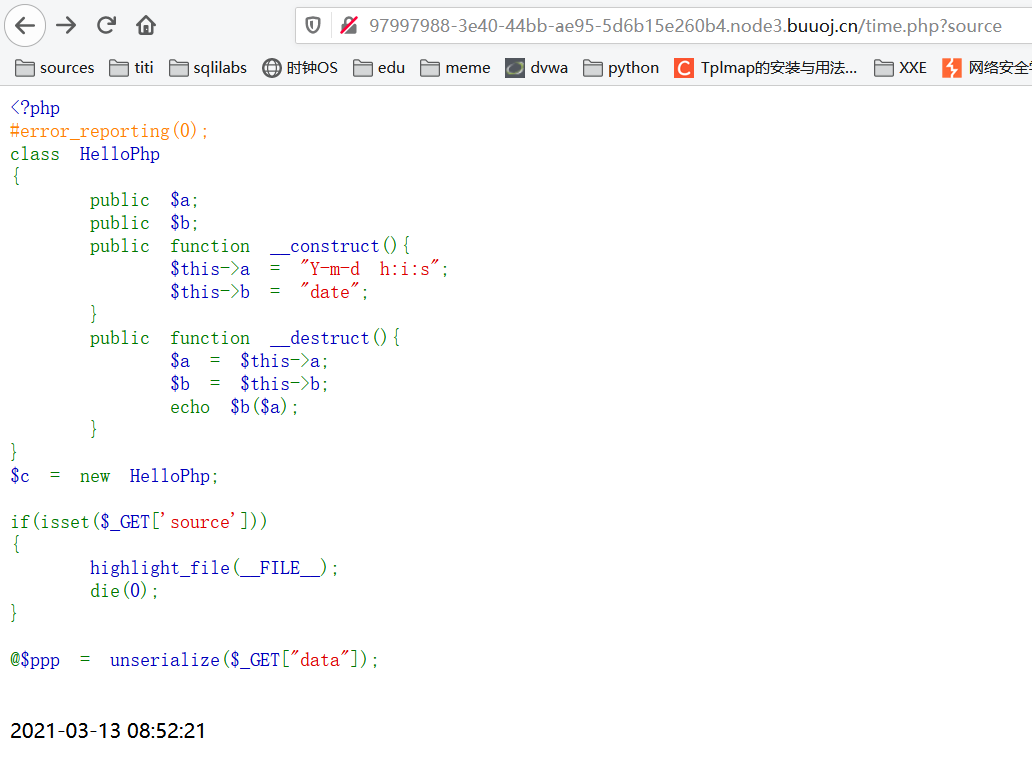 97997988-3e40-44bb-ae95-5d6b15e260b4.node3.buuoj.cn/time.php?source
sources titi sqlilabs 时钟OS edu meme dvwa python TpImap的安装与用法... XXE 网络安全
<?php
#error_reporting(0);
class HelloPhp
{
public $a;
public $b;
public function __construct(){
$this->a = "Y-m-d h:i:s";
$this->b = "date";
}
public function __destruct(){
$a = $this->a;
$b = $this->b;
echo $b($a);
}
}
$c = new HelloPhp;
if(isset($_GET['source']))
{
highlight_file(__FILE__);
die(0);
}
@$ppp = unserialize($_GET["data"]);
2021-03-13 08:52:21